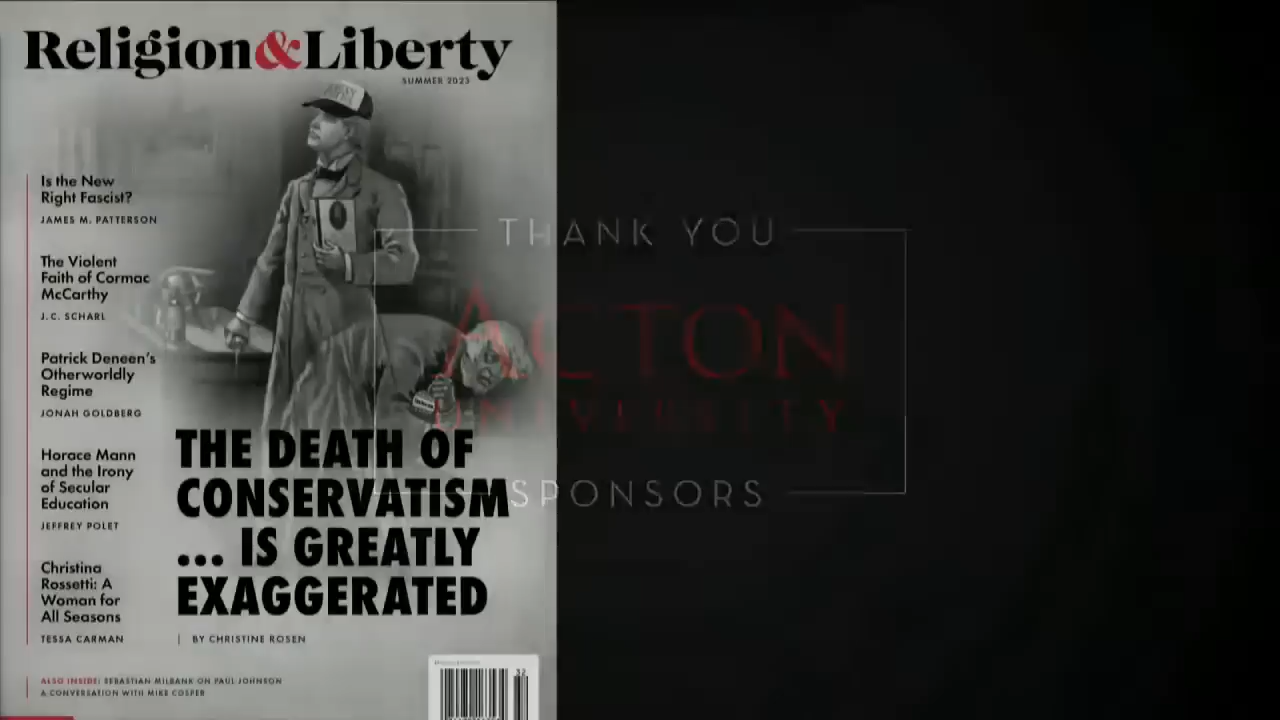 Religion&Liberty
SUMMER 2023
Is the New
Right Fascist?
JAMES M. PATTERSON
The Violent
Faith of Cormac
McCarthy
J.C. SCHARL
Patrick Deneen's
Otherworldly
Regime
JONAH GOLDBERG
Horace Mann
and the Irony
of Secular
Education
JEFFREY POLET
Christina
Rossetti: A
Woman for
All Seasons
TESSA CARMAN
THE DEATH OF
CONSERVATISM
... IS GREATLY
EXAGGERATED
BY CHRISTINE ROSEN
ALSO INSIDE: SEBASTIAN MILBANK ON PAUL JOHNSON
A CONVERSATION WITH MIKE COSPER
32
THANK YOU
ACTON
UNIVERSITY
SPONSORS